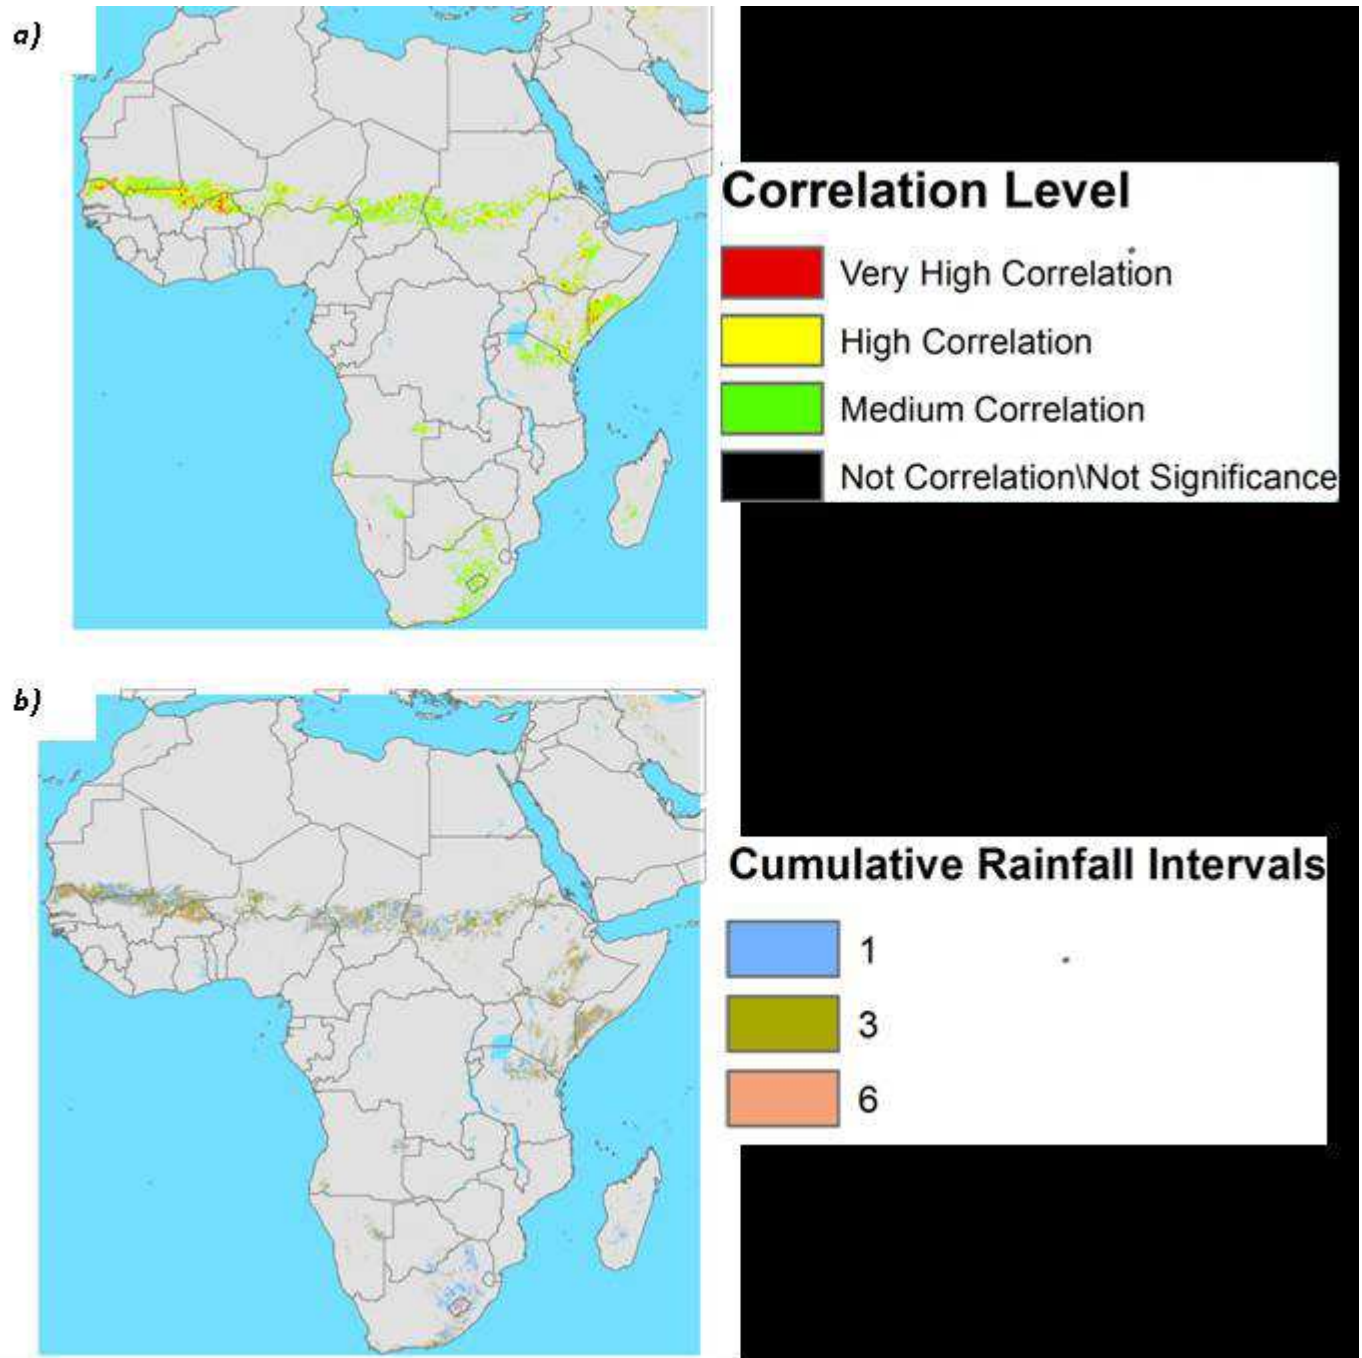 a)
Correlation Level
Very High Correlation
High Correlation
Medium Correlation
Not Correlation\Not Significance
b)
Cumulative Rainfall Intervals
1
3
6